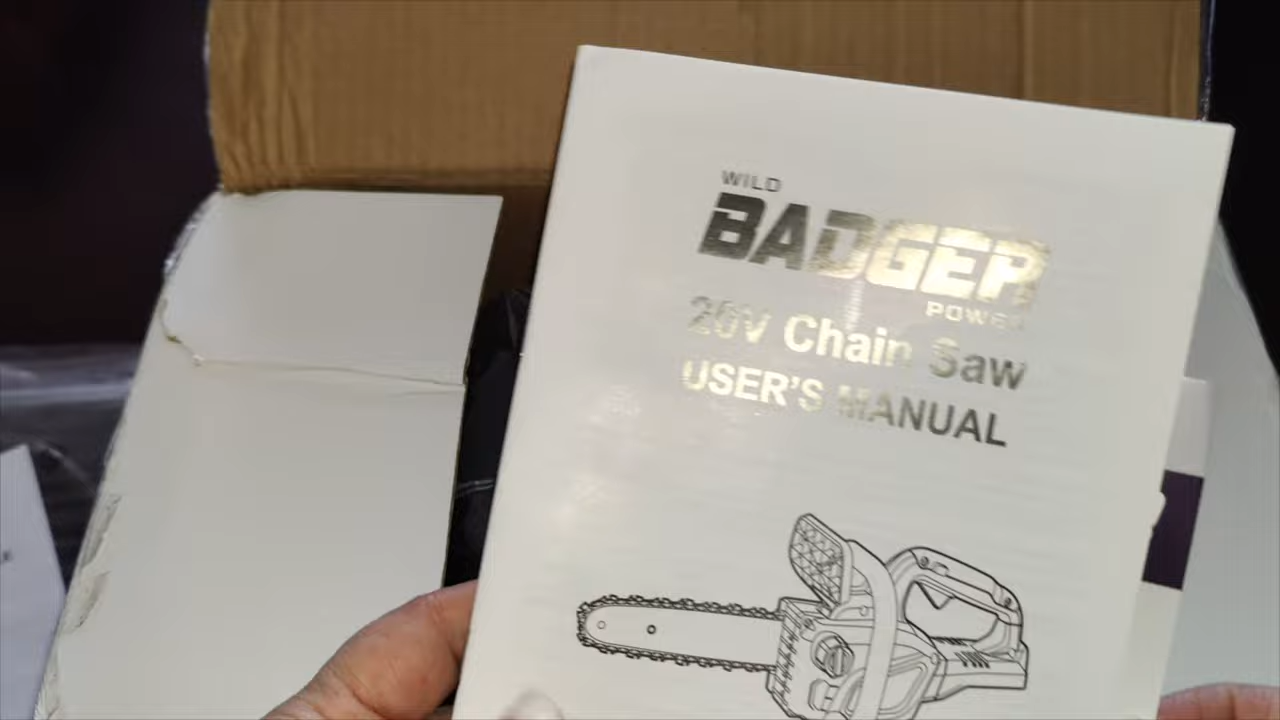 WILD
BADGER
POWER
20V Chain Saw
USER'S MANUAL